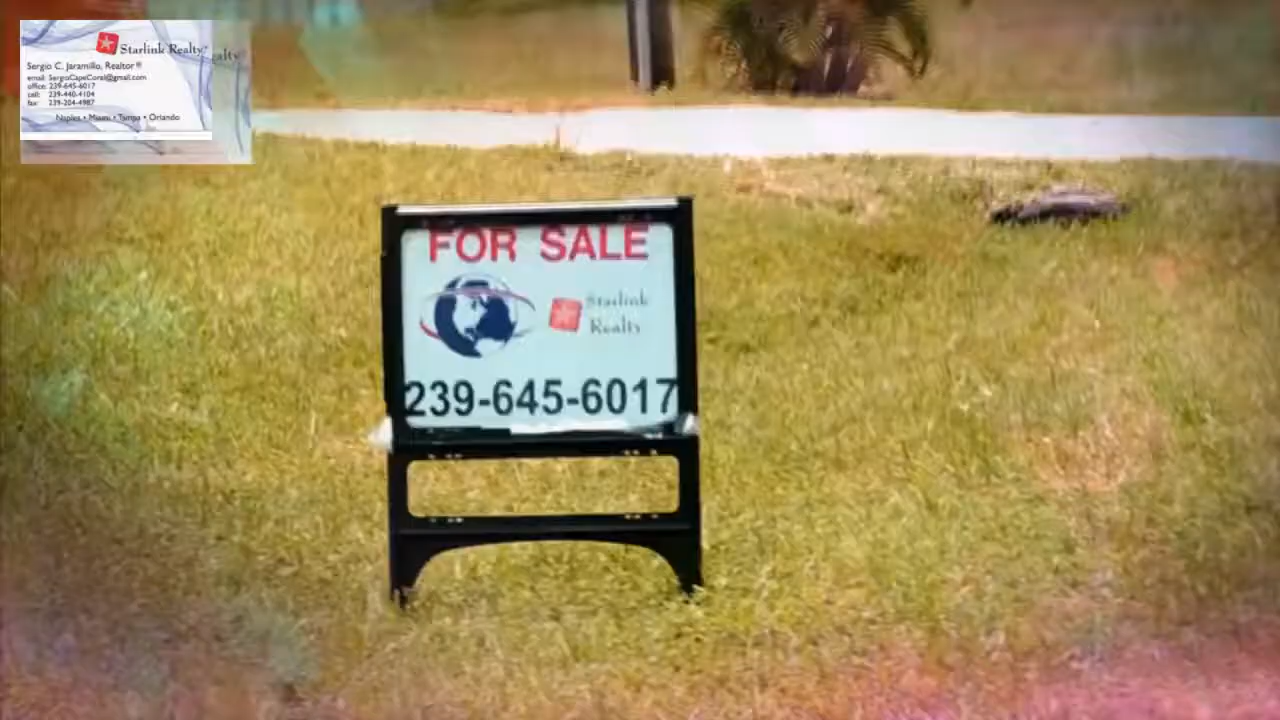 Starlink Realty
ealty
Sergio C. Jaramillo, Realtor®
email: SergioCapeCoral@gmail.com
office: 239-645-6017
cell: 239-440-4104
fax: 239-204-4987
Naples • Miami • Tampa • Orlando
FOR SALE
Starlink
Realty
239-645-6017